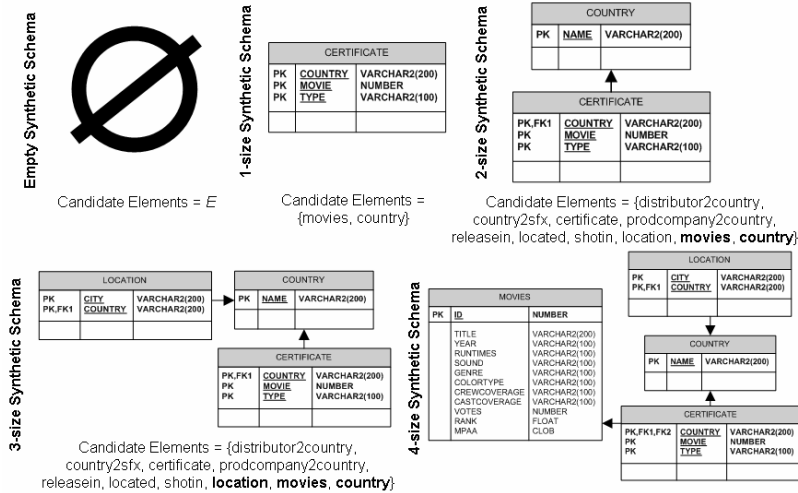 Empty Synthetic Schema
Candidate Elements = E
1-size Synthetic Schema
CERTIFICATE
PK COUNTRY VARCHAR2(200)
PK MOVIE NUMBER
PK TYPE VARCHAR2(100)
Candidate Elements =
{movies, country}
2-size Synthetic Schema
COUNTRY
PK NAME VARCHAR2(200)
CERTIFICATE
PK,FK1 COUNTRY VARCHAR2(200)
PK MOVIE NUMBER
PK TYPE VARCHAR2(100)
Candidate Elements = {distributor2country,
country2sfx, certificate, prodcompany2country,
releasein, located, shotin, location, movies, country}
3-size Synthetic Schema
LOCATION
PK CITY VARCHAR2(200)
PK,FK1 COUNTRY VARCHAR2(200)
COUNTRY
PK NAME VARCHAR2(200)
CERTIFICATE
PK,FK1 COUNTRY VARCHAR2(200)
PK MOVIE NUMBER
PK TYPE VARCHAR2(100)
Candidate Elements = {distributor2country,
country2sfx, certificate, prodcompany2country,
releasein, located, shotin, location, movies, country}
4-size Synthetic Schema
MOVIES
PK ID NUMBER
TITLE VARCHAR2(200)
YEAR VARCHAR2(100)
RUNTIMES VARCHAR2(100)
SOUND VARCHAR2(100)
GENRE VARCHAR2(100)
COLORTYPE VARCHAR2(100)
CREWCOVERAGE VARCHAR2(100)
CASTCOVERAGE VARCHAR2(100)
VOTES NUMBER
RANK FLOAT
MPAA CLOB
LOCATION
PK CITY VARCHAR2(200)
PK,FK1 COUNTRY VARCHAR2(200)
COUNTRY
PK NAME VARCHAR2(200)
CERTIFICATE
PK,FK1,FK2 COUNTRY VARCHAR2(200)
PK MOVIE NUMBER
PK TYPE VARCHAR2(100)